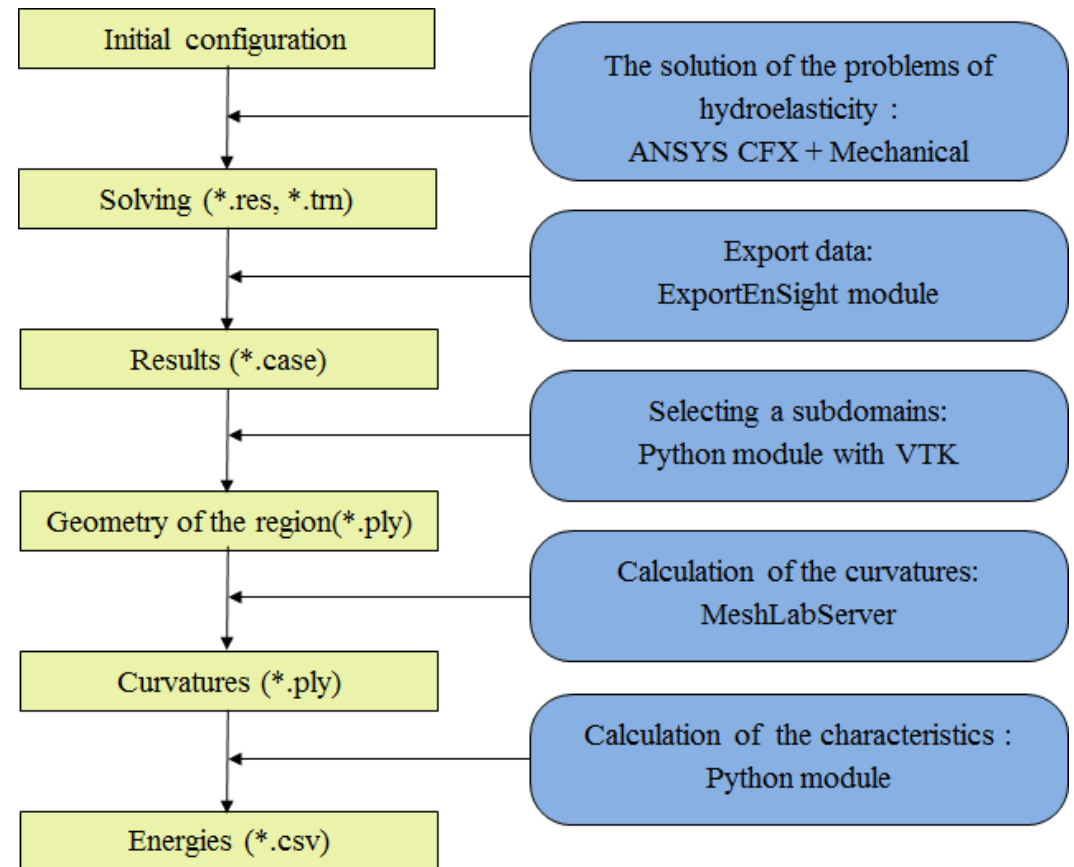 Initial configuration
The solution of the problems of
hydroelasticity :
ANSYS CFX + Mechanical
Solving (*.res, *.trn)
Export data:
ExportEnSight module
Results (*.case)
Selecting a subdomains:
Python module with VTK
Geometry of the region(*.ply)
Calculation of the curvatures:
MeshLabServer
Curvatures (*.ply)
Calculation of the characteristics :
Python module
Energies (*.csv)